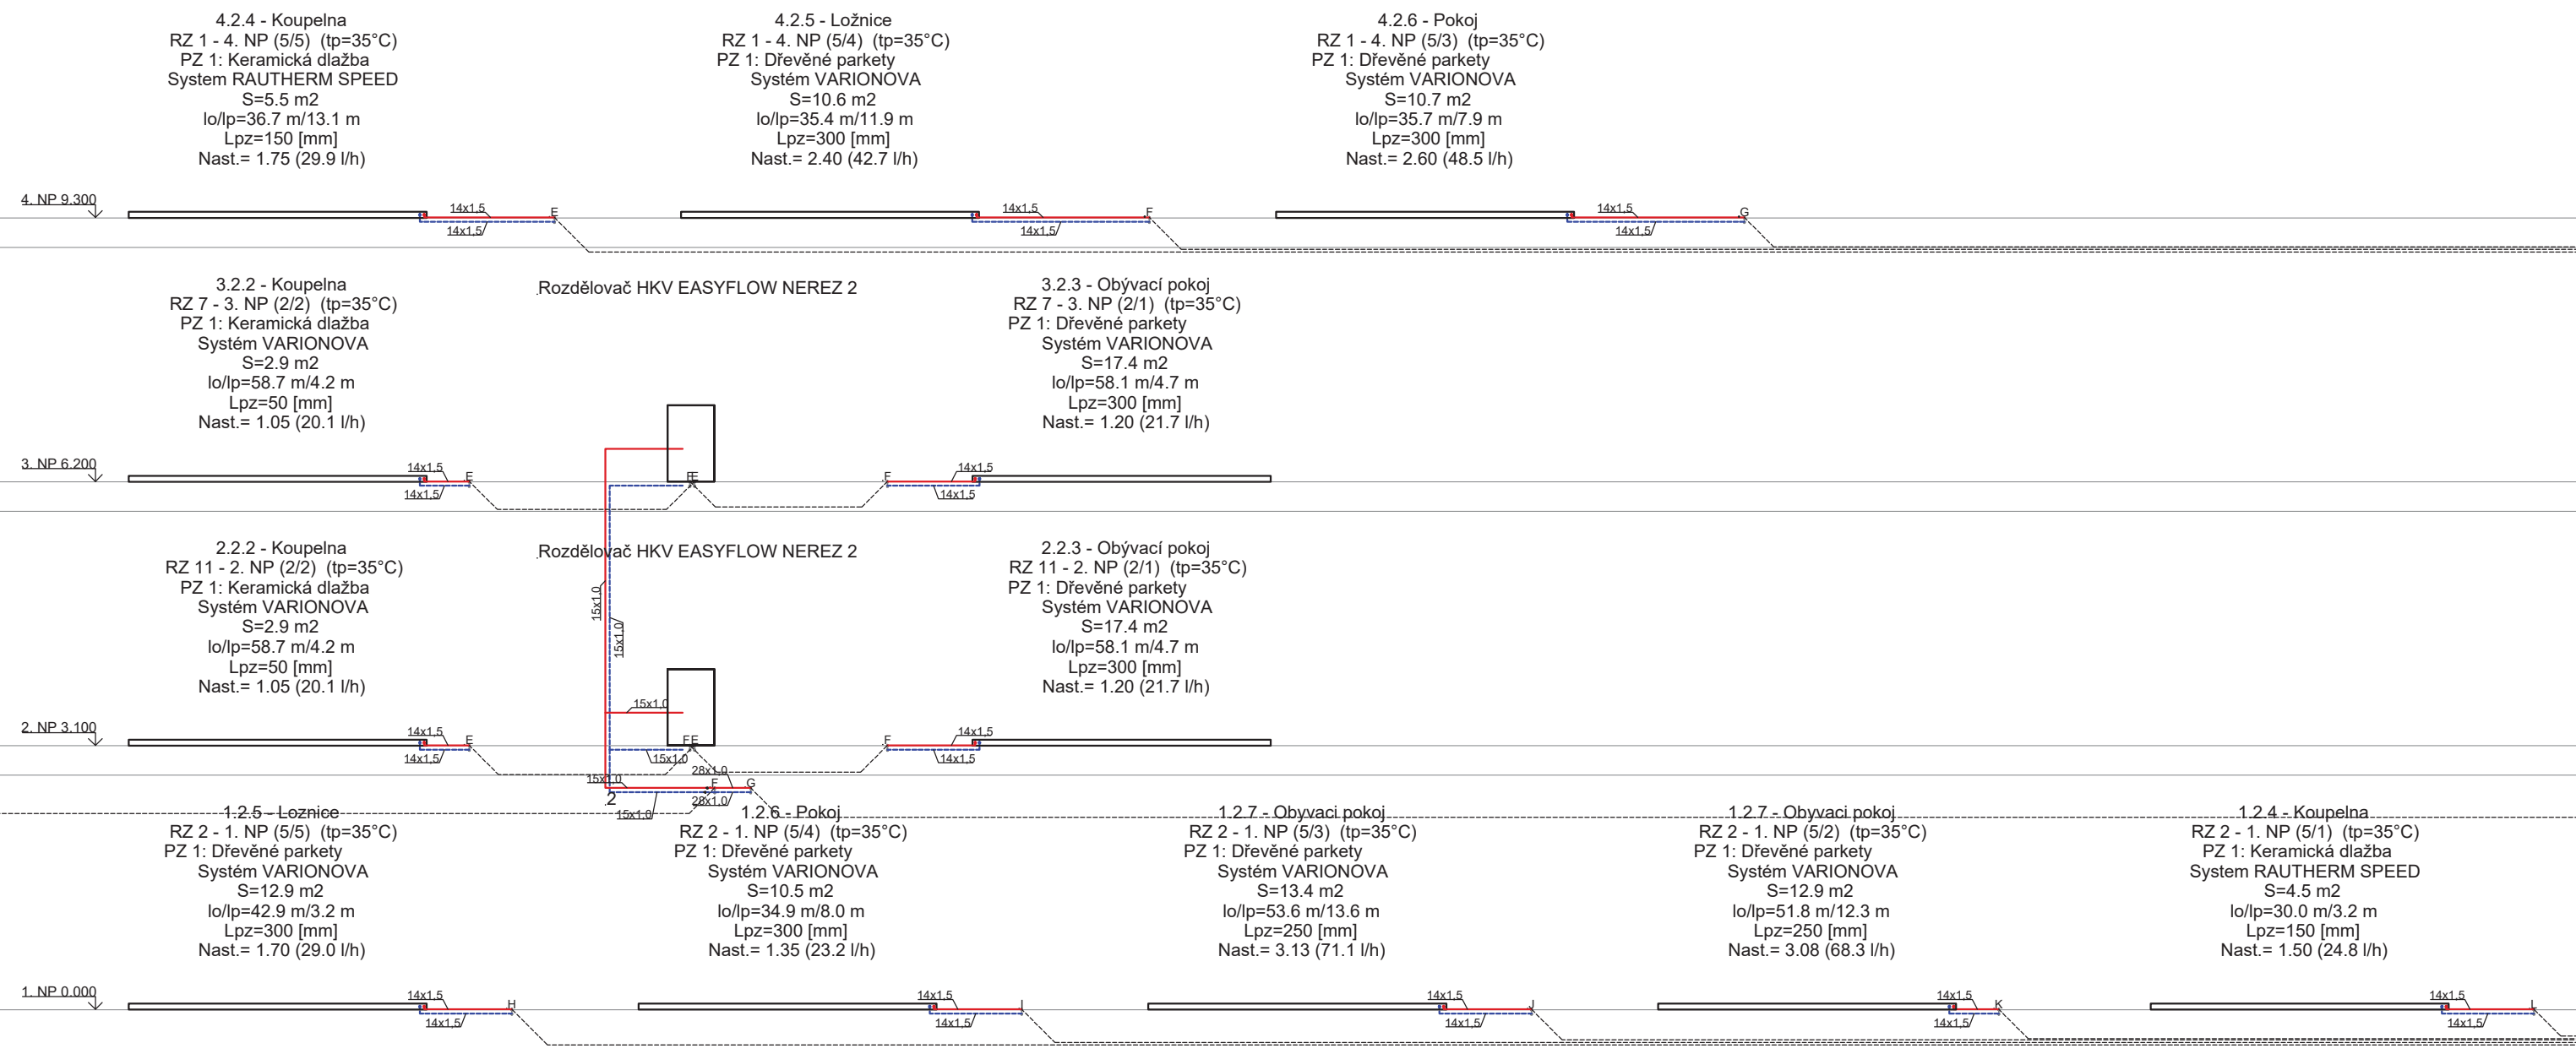 4.2.4 - Koupelna
RZ 1 - 4. NP (5/5) (tp=35°C)
PZ 1: Keramická dlažba
System RAUTHERM SPEED
S=5.5 m2
lo/lp=36.7 m/13.1 m
Lpz=150 [mm]
Nast.= 1.75 (29.9 l/h)
4.2.5 - Ložnice
RZ 1 - 4. NP (5/4) (tp=35°C)
PZ 1: Dřevěné parkety
Systém VARIONOVA
S=10.6 m2
lo/lp=35.4 m/11.9 m
Lpz=300 [mm]
Nast.= 2.40 (42.7 l/h)
4.2.6 - Pokoj
RZ 1 - 4. NP (5/3) (tp=35°C)
PZ 1: Dřevěné parkety
Systém VARIONOVA
S=10.7 m2
lo/lp=35.7 m/7.9 m
Lpz=300 [mm]
Nast.= 2.60 (48.5 l/h)
4. NP 9.300
14x1,5
E
14x1,5
14x1,5
F
14x1,5
14x1,5
G
14x1,5
3.2.2 - Koupelna
RZ 7 - 3. NP (2/2) (tp=35°C)
PZ 1: Keramická dlažba
Systém VARIONOVA
S=2.9 m2
lo/lp=58.7 m/4.2 m
Lpz=50 [mm]
Nast.= 1.05 (20.1 l/h)
Rozdělovač HKV EASYFLOW NEREZ 2
3.2.3 - Obývací pokoj
RZ 7 - 3. NP (2/1) (tp=35°C)
PZ 1: Dřevěné parkety
Systém VARIONOVA
S=17.4 m2
lo/lp=58.1 m/4.7 m
Lpz=300 [mm]
Nast.= 1.20 (21.7 l/h)
3. NP 6.200
14x1,5
E
14x1,5
FE
F
14x1,5
14x1,5
2.2.2 - Koupelna
RZ 11 - 2. NP (2/2) (tp=35°C)
PZ 1: Keramická dlažba
Systém VARIONOVA
S=2.9 m2
lo/lp=58.7 m/4.2 m
Lpz=50 [mm]
Nast.= 1.05 (20.1 l/h)
Rozdělovač HKV EASYFLOW NEREZ 2
15x1,0
15x1,0
15x1,0
2.2.3 - Obývací pokoj
RZ 11 - 2. NP (2/1) (tp=35°C)
PZ 1: Dřevěné parkety
Systém VARIONOVA
S=17.4 m2
lo/lp=58.1 m/4.7 m
Lpz=300 [mm]
Nast.= 1.20 (21.7 l/h)
2. NP 3.100
14x1,5
E
14x1,5
F E
15x1,0
F
14x1,5
14x1,5
15x1,0
28x1,0
F
G
2
28x1,0
15x1,0
1.2.5 - Loznice
RZ 2 - 1. NP (5/5) (tp=35°C)
PZ 1: Dřevěné parkety
Systém VARIONOVA
S=12.9 m2
lo/lp=42.9 m/3.2 m
Lpz=300 [mm]
Nast.= 1.70 (29.0 l/h)
1.2.6 - Pokoj
RZ 2 - 1. NP (5/4) (tp=35°C)
PZ 1: Dřevěné parkety
Systém VARIONOVA
S=10.5 m2
lo/lp=34.9 m/8.0 m
Lpz=300 [mm]
Nast.= 1.35 (23.2 l/h)
1.2.7 - Obyvaci pokoj
RZ 2 - 1. NP (5/3) (tp=35°C)
PZ 1: Dřevěné parkety
Systém VARIONOVA
S=13.4 m2
lo/lp=53.6 m/13.6 m
Lpz=250 [mm]
Nast.= 3.13 (71.1 l/h)
1.2.7 - Obyvaci pokoj
RZ 2 - 1. NP (5/2) (tp=35°C)
PZ 1: Dřevěné parkety
Systém VARIONOVA
S=12.9 m2
lo/lp=51.8 m/12.3 m
Lpz=250 [mm]
Nast.= 3.08 (68.3 l/h)
1.2.4 - Koupelna
RZ 2 - 1. NP (5/1) (tp=35°C)
PZ 1: Keramická dlažba
System RAUTHERM SPEED
S=4.5 m2
lo/lp=30.0 m/3.2 m
Lpz=150 [mm]
Nast.= 1.50 (24.8 l/h)
1. NP 0.000
14x1,5
H
14x1,5
14x1,5
I
14x1,5
14x1,5
J
14x1,5
14x1,5
K
14x1,5
14x1,5
L
14x1,5